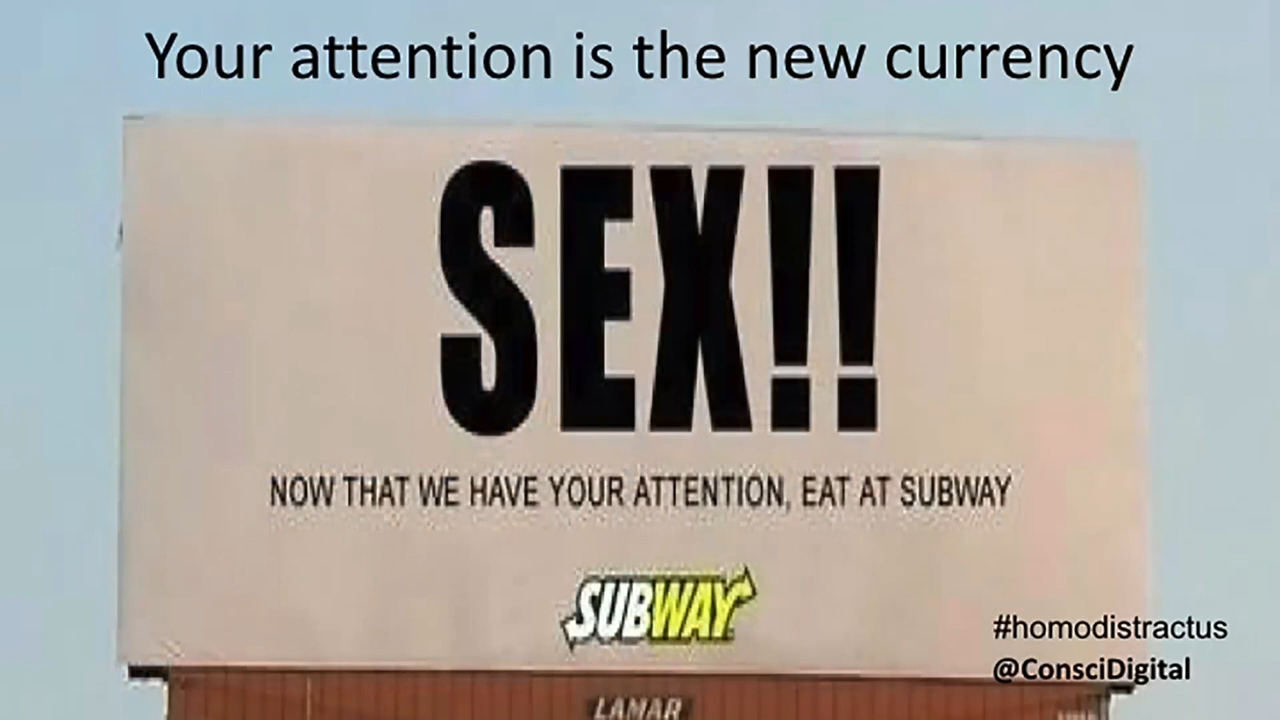 Your attention is the new currency
SEX!!
NOW THAT WE HAVE YOUR ATTENTION, EAT AT SUBWAY
SUBWAY
#homodistractus
@ConsciDigital
LAMAR